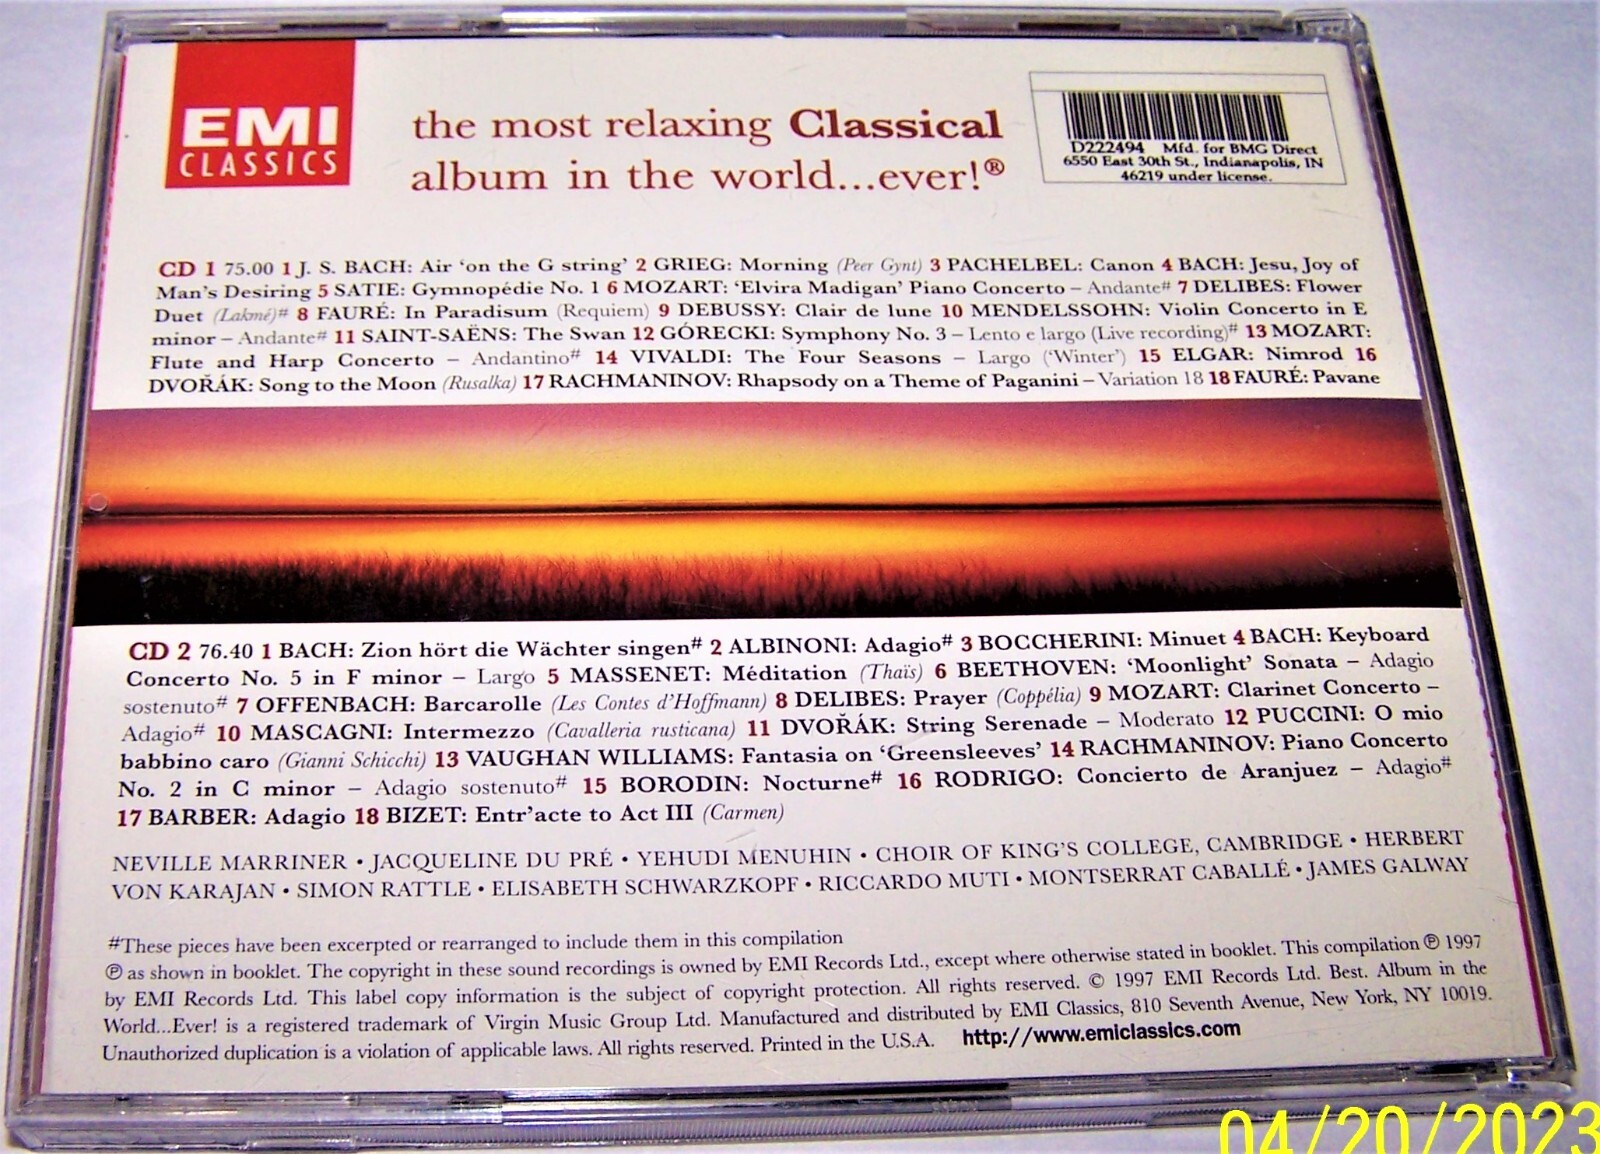 EMI
CLASSICS
the most relaxing Classical
album in the world...ever!®
D222494 Mfd. for BMG Direct
6550 East 30th St., Indianapolis, IN
46219 under license.
CD 1 75.00 1 J. S. BACH: Air ‘on the G string’ 2 GRIEG: Morning (Peer Gynt) 3 PACHELBEL: Canon 4 BACH: Jesu, Joy of
Man's Desiring 5 SATIE: Gymnopédie No. 1 6 MOZART: ‘Elvira Madigan’ Piano Concerto – Andante# 7 DELIBES: Flower
Duet (Lakmé)# 8 FAURÉ: In Paradisum (Requiem) 9 DEBUSSY: Clair de lune 10 MENDELSSOHN: Violin Concerto in E
minor – Andante# 11 SAINT-SAËNS: The Swan 12 GÓRECKI: Symphony No. 3 – Lento e largo (Live recording)# 13 MOZART:
Flute and Harp Concerto – Andantino# 14 VIVALDI: The Four Seasons – Largo (‘Winter’) 15 ELGAR: Nimrod 16
DVOŘÁK: Song to the Moon (Rusalka) 17 RACHMANINOV: Rhapsody on a Theme of Paganini – Variation 18 18 FAURÉ: Pavane
CD 2 76.40 1 BACH: Zion hört die Wächter singen# 2 ALBINONI: Adagio# 3 BOCCHERINI: Minuet 4 BACH: Keyboard
Concerto No. 5 in F minor – Largo 5 MASSENET: Méditation (Thaïs) 6 BEETHOVEN: ‘Moonlight’ Sonata – Adagio
sostenuto# 7 OFFENBACH: Barcarolle (Les Contes d'Hoffmann) 8 DELIBES: Prayer (Coppélia) 9 MOZART: Clarinet Concerto –
Adagio# 10 MASCAGNI: Intermezzo (Cavalleria rusticana) 11 DVOŘÁK: String Serenade – Moderato 12 PUCCINI: O mio
babbino caro (Gianni Schicchi) 13 VAUGHAN WILLIAMS: Fantasia on ‘Greensleeves’ 14 RACHMANINOV: Piano Concerto
No. 2 in C minor – Adagio sostenuto# 15 BORODIN: Nocturne# 16 RODRIGO: Concierto de Aranjuez – Adagio#
17 BARBER: Adagio 18 BIZET: Entr'acte to Act III (Carmen)
NEVILLE MARRINER • JACQUELINE DU PRÉ • YEHUDI MENUHIN • CHOIR OF KING'S COLLEGE, CAMBRIDGE • HERBERT
VON KARAJAN • SIMON RATTLE • ELISABETH SCHWARZKOPF • RICCARDO MUTI • MONTSERRAT CABALLÉ • JAMES GALWAY
#These pieces have been excerpted or rearranged to include them in this compilation
℗ as shown in booklet. The copyright in these sound recordings is owned by EMI Records Ltd., except where otherwise stated in booklet. This compilation ℗ 1997
by EMI Records Ltd. This label copy information is the subject of copyright protection. All rights reserved. © 1997 EMI Records Ltd. Best. Album in the
World...Ever! is a registered trademark of Virgin Music Group Ltd. Manufactured and distributed by EMI Classics, 810 Seventh Avenue, New York, NY 10019.
Unauthorized duplication is a violation of applicable laws. All rights reserved. Printed in the U.S.A. http://www.emiclassics.com
04/20/2023